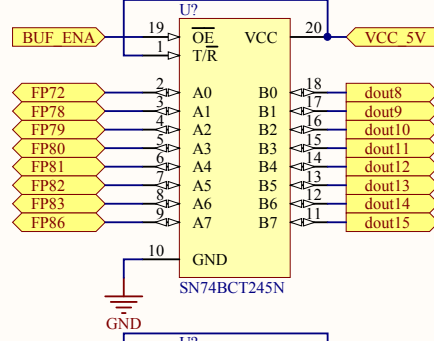 U?
BUF_ENA 19 OE VCC 20 VCC_5V
1 T/R
FP72 2 A0 B0 18 dout8
FP78 3 A1 B1 17 dout9
FP79 4 A2 B2 16 dout10
FP80 5 A3 B3 15 dout11
FP81 6 A4 B4 14 dout12
FP82 7 A5 B5 13 dout13
FP83 8 A6 B6 12 dout14
FP86 9 A7 B7 11 dout15
10 GND
SN74BCT245N
GND
U?